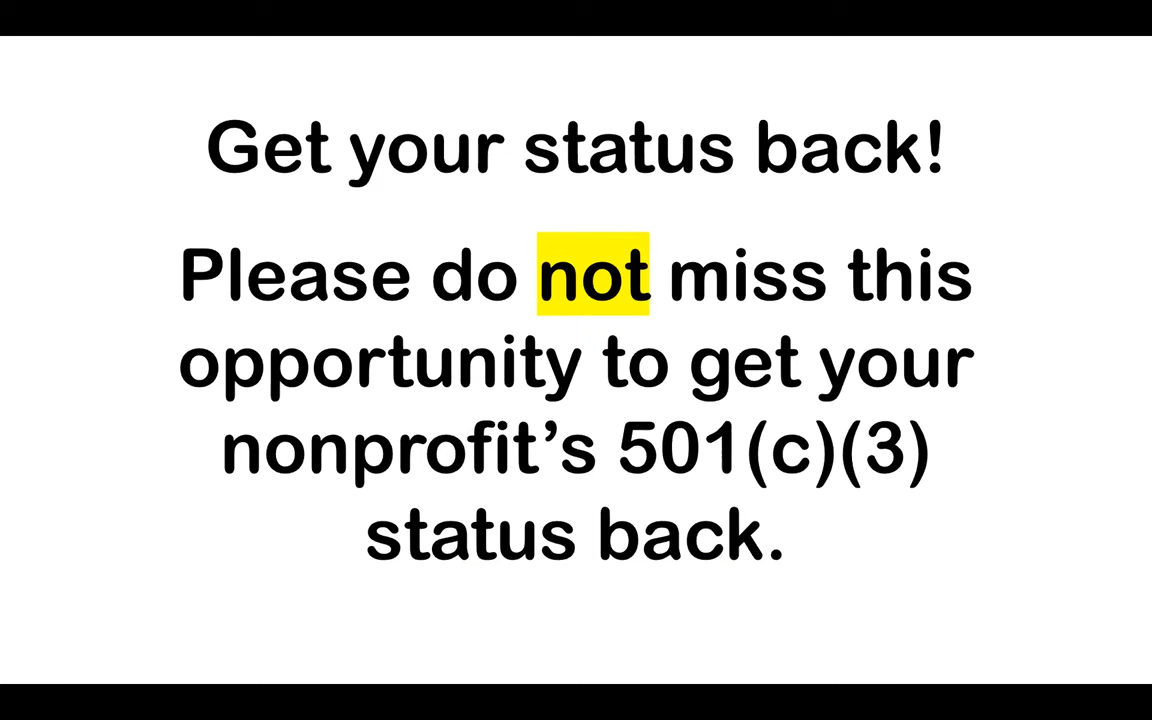 Get your status back!
Please do not miss this
opportunity to get your
nonprofit’s 501(c)(3)
status back.